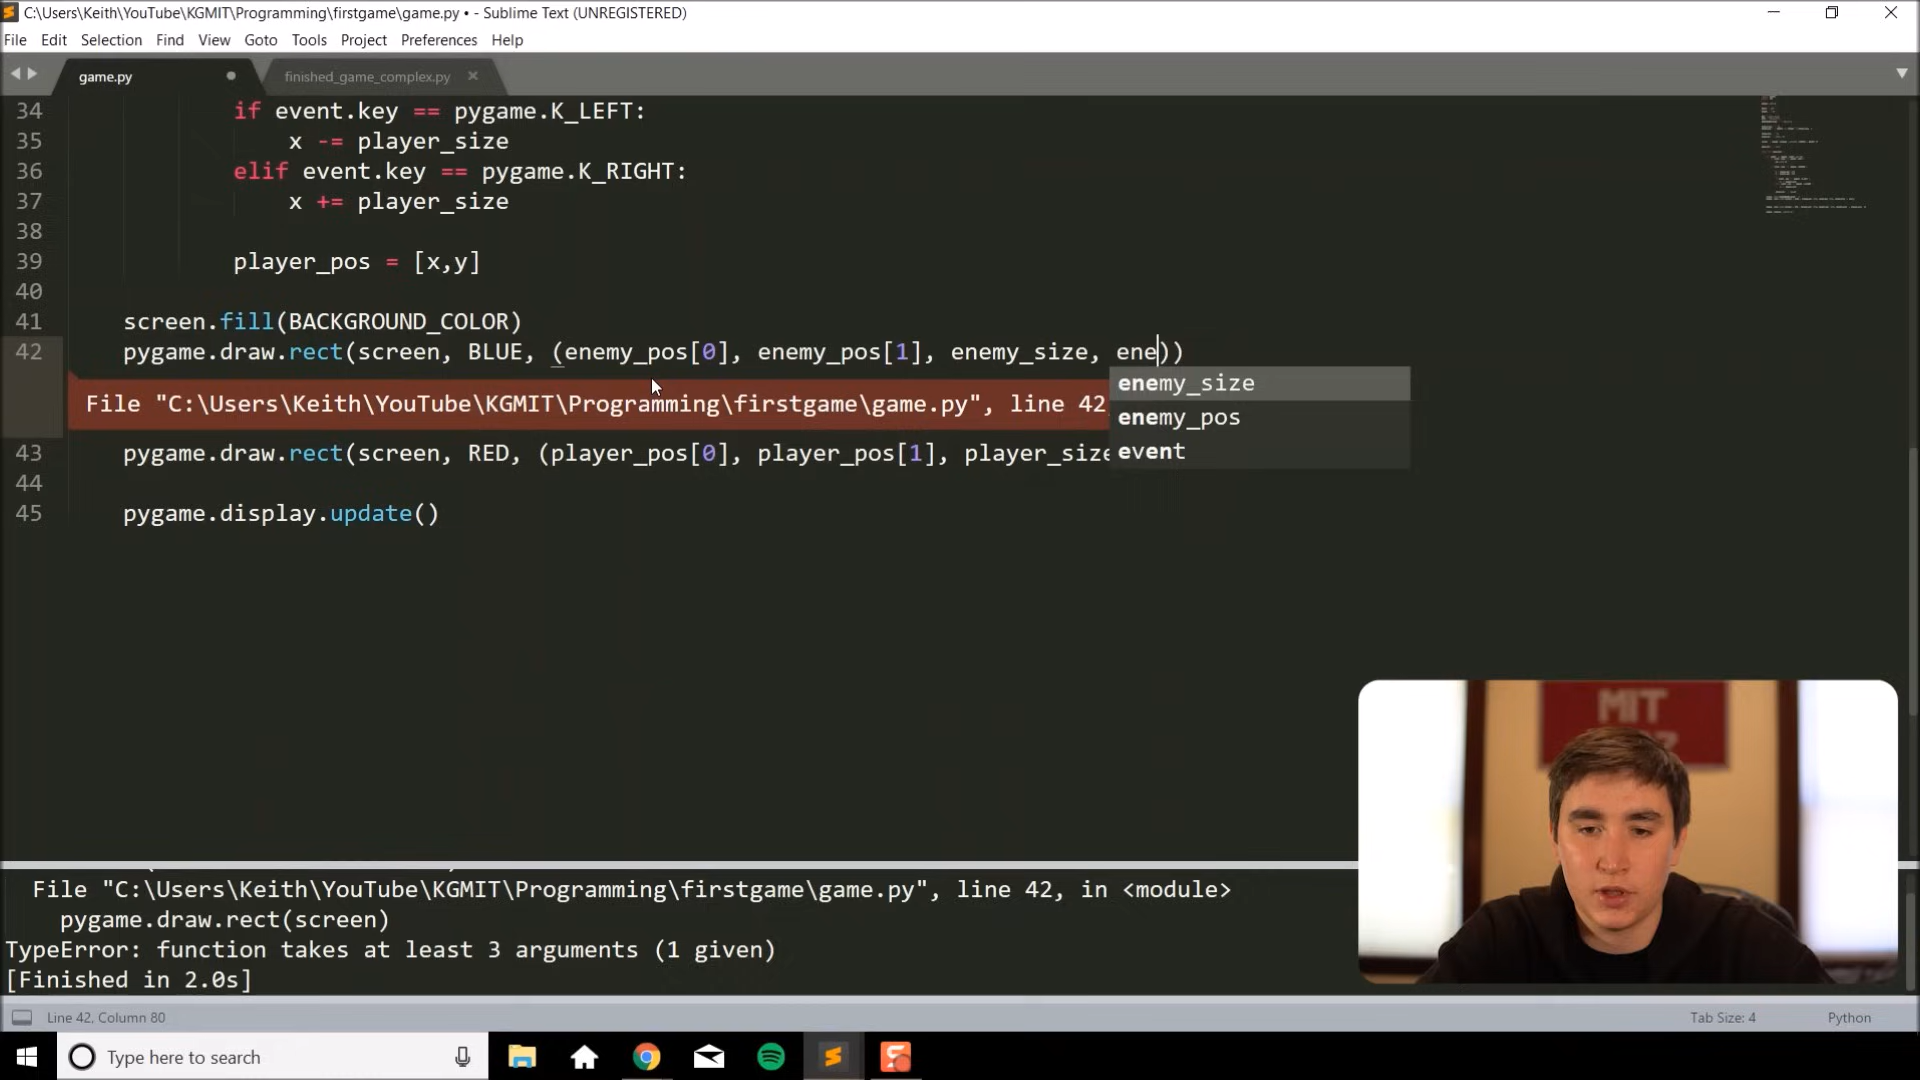 C:\Users\Keith\YouTube\KGMIT\Programming\firstgame\game.py • - Sublime Text (UNREGISTERED)
File Edit Selection Find View Goto Tools Project Preferences Help
game.py finished_game_complex.py
34 if event.key == pygame.K_LEFT:
35 x -= player_size
36 elif event.key == pygame.K_RIGHT:
37 x += player_size
38
39 player_pos = [x,y]
40
41 screen.fill(BACKGROUND_COLOR)
42 pygame.draw.rect(screen, BLUE, (enemy_pos[0], enemy_pos[1], enemy_size, ene))
enemy_size
File "C:\Users\Keith\YouTube\KGMIT\Programming\firstgame\game.py", line 42
enemy_pos
event
43 pygame.draw.rect(screen, RED, (player_pos[0], player_pos[1], player_size
44
45 pygame.display.update()
MIT
File "C:\Users\Keith\YouTube\KGMIT\Programming\firstgame\game.py", line 42, in <module>
pygame.draw.rect(screen)
TypeError: function takes at least 3 arguments (1 given)
[Finished in 2.0s]
Line 42, Column 80 Tab Size: 4 Python
Type here to search